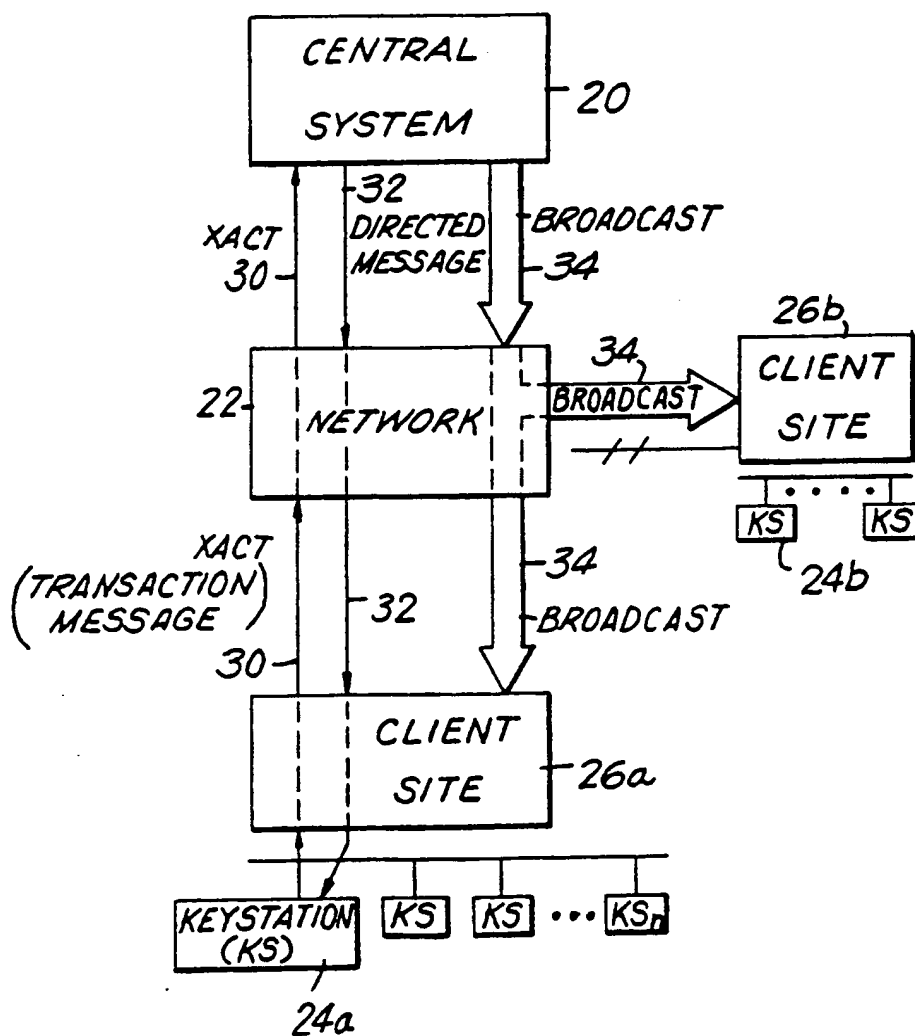 CENTRAL
SYSTEM
20
32
XACT
30
DIRECTED
MESSAGE
BROADCAST
34
26b
22
NETWORK
34
BROADCAST
CLIENT
SITE
KS
KS
24b
XACT
(TRANSACTION
MESSAGE)
30
32
34
BROADCAST
CLIENT
SITE
26a
KEYSTATION
(KS)
KS
KS
KSn
24a